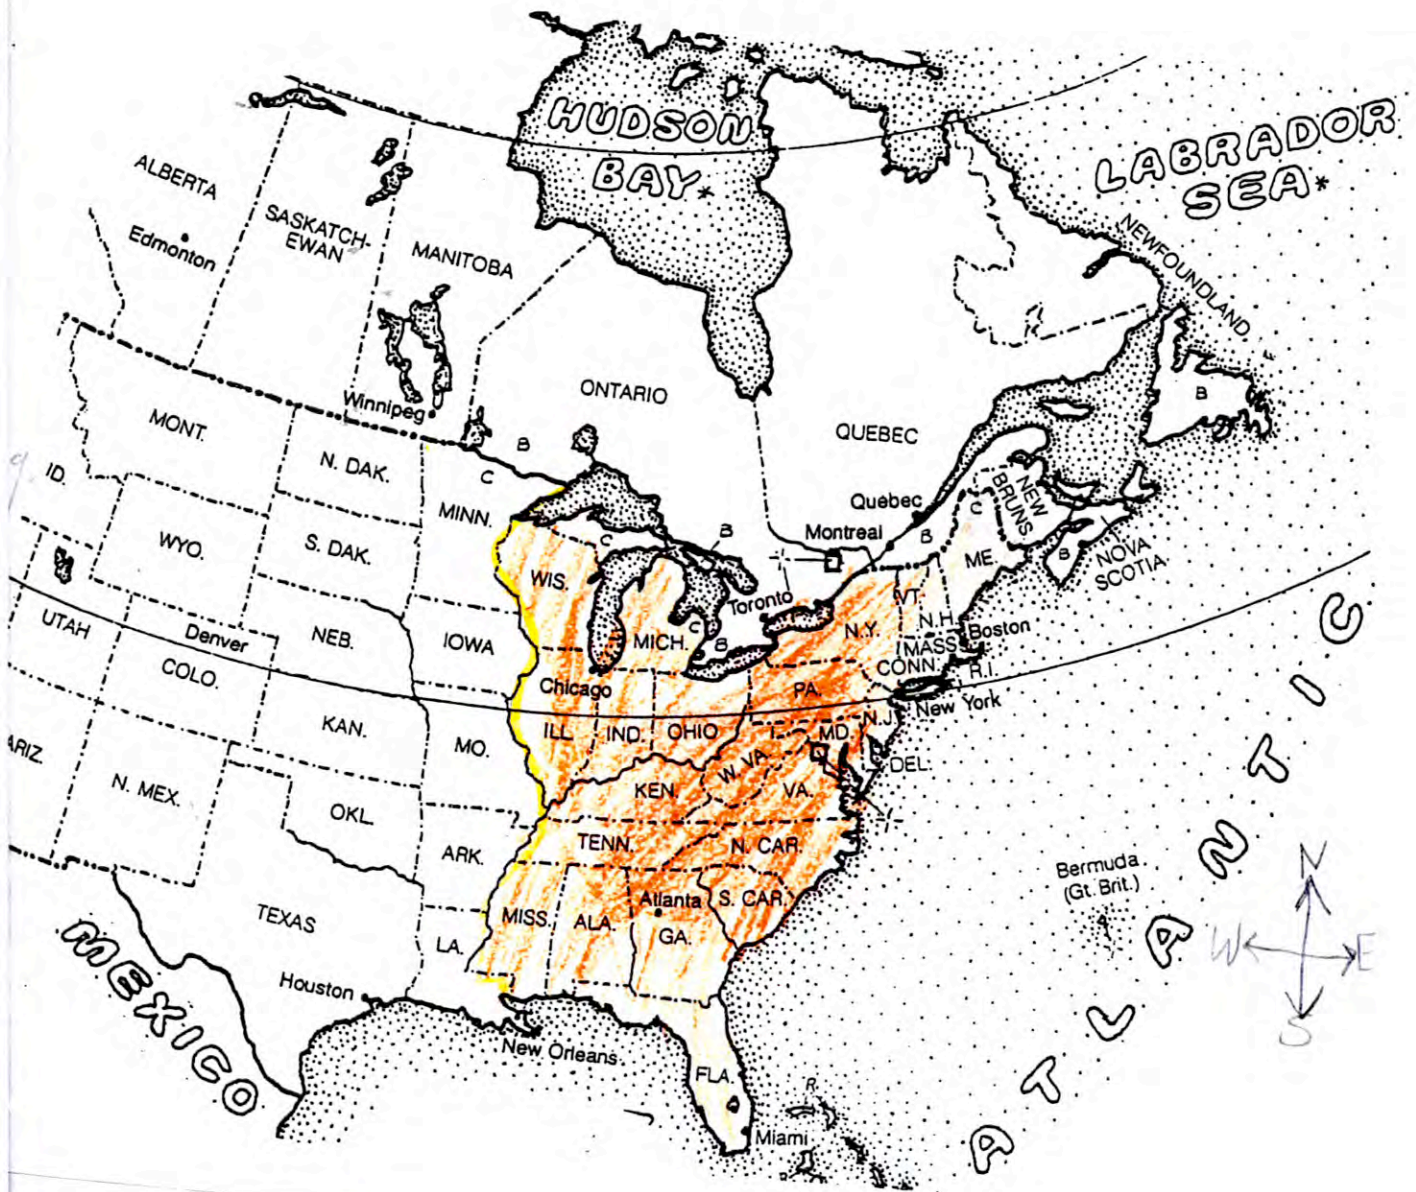 HUDSON
BAY*
LABRADOR
SEA*
ALBERTA
Edmonton
SASKATCH-
EWAN
MANITOBA
NEWFOUNDLAND
ONTARIO
QUEBEC
Winnipeg
B
MONT.
N. DAK.
B
C
ID.
MINN.
Quebec
NEW
BRUNS.
C
WYO.
S. DAK.
C
B
Montreal
B
ME.
B
NOVA
SCOTIA
WIS.
Toronto
VT.
N.H.
UTAH
Denver
NEB.
IOWA
MICH.
C
B
N.Y.
MASS.
Boston
CONN.
R.I.
COLO.
Chicago
PA.
New York
KAN.
MO.
ILL.
IND.
OHIO
N.J.
MD.
ARIZ.
N. MEX.
OKL.
KEN.
W. VA.
VA.
DEL.
ARK.
TENN.
N. CAR.
Bermuda
(Gt. Brit.)
TEXAS
LA.
MISS.
ALA.
Atlanta
GA.
S. CAR.
MEXICO
Houston
New Orleans
FLA.
Miami
R
ATLANTIC
N
W
E
S